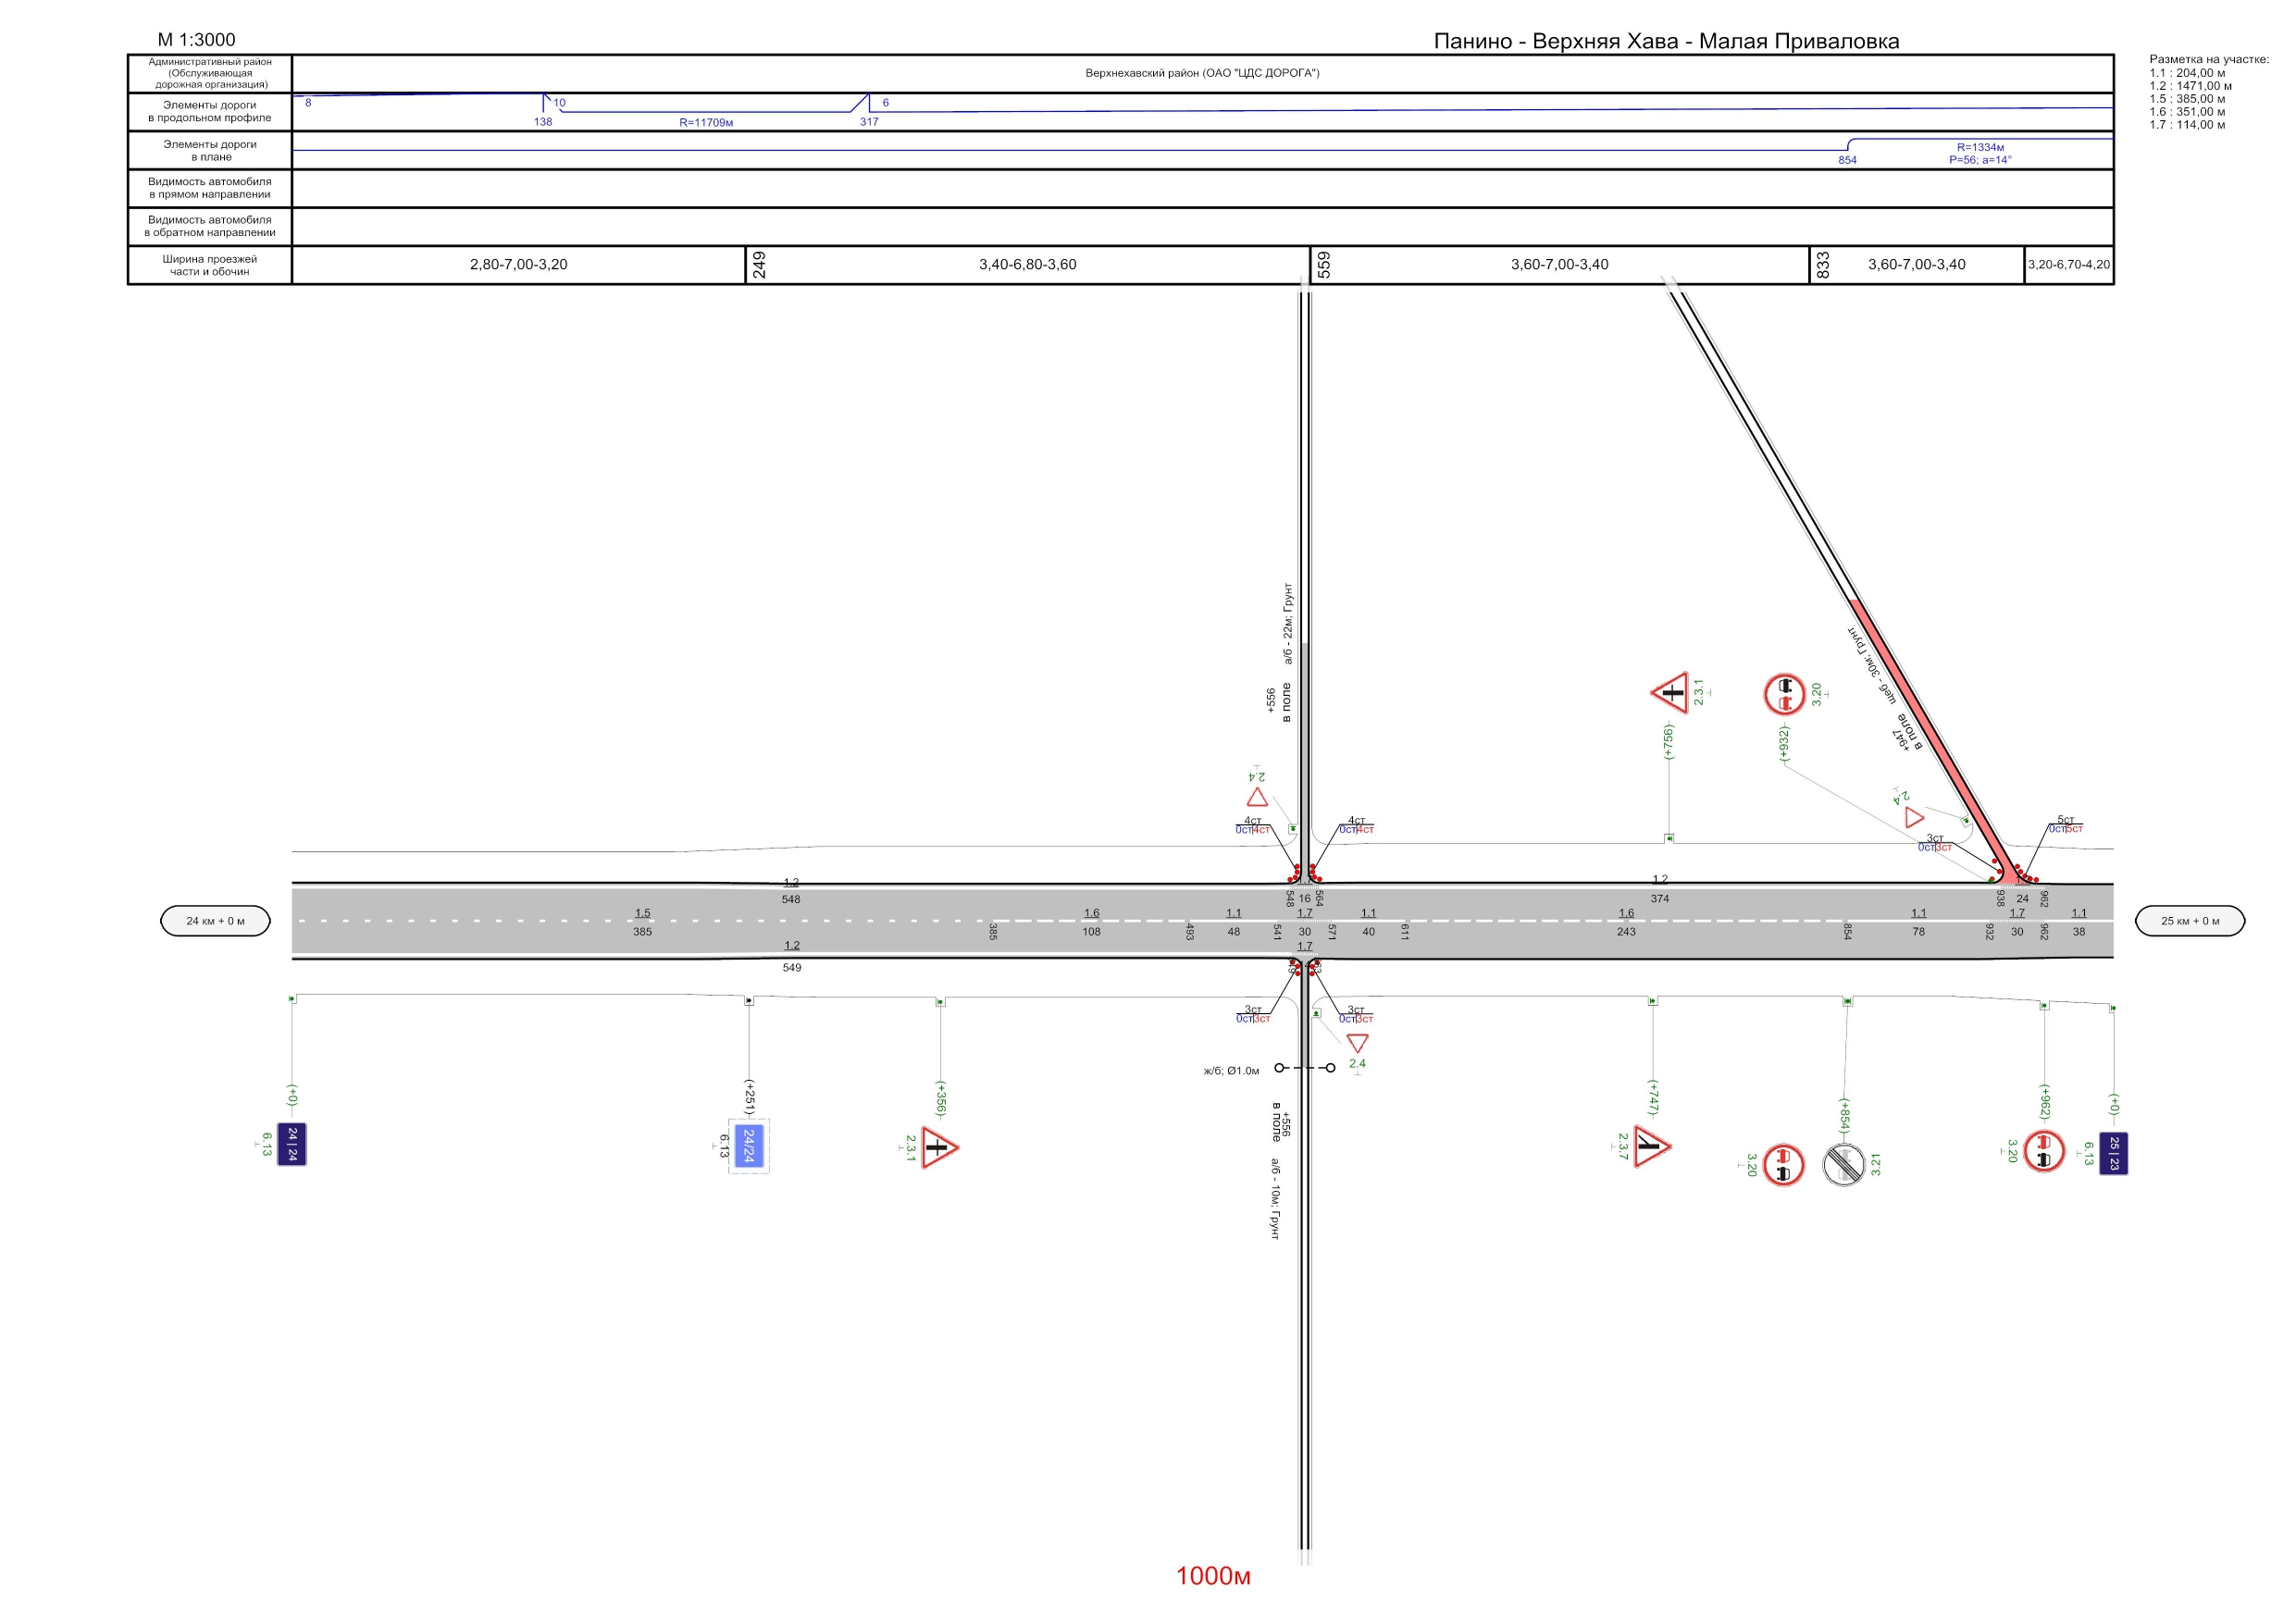 М 1:3000
Панино - Верхняя Хава - Малая Приваловка
Административный район
(Обслуживающая
дорожная организация)
Верхнехавский район (ОАО "ЦДС ДОРОГА")
Разметка на участке:
1.1 : 204,00 м
1.2 : 1471,00 м
1.5 : 385,00 м
1.6 : 351,00 м
1.7 : 114,00 м
Элементы дороги
в продольном профиле
8
10
6
138
R=11709м
317
Элементы дороги
в плане
854
R=1334м
P=56; a=14°
Видимость автомобиля
в прямом направлении
Видимость автомобиля
в обратном направлении
Ширина проезжей
части и обочин
2,80-7,00-3,20
249
3,40-6,80-3,60
559
3,60-7,00-3,40
833
3,60-7,00-3,40
3,20-6,70-4,20
+556
в поле а/б - 22м; Грунт
+947
в поле щеб - 30м; Грунт
2.3.1
(+756)
3.20
(+932)
2.4
2.4
4ст
0ст|4ст
4ст
0ст|4ст
3ст
0ст|3ст
5ст
0ст|5ст
1.2
548
548
16
564
1.2
374
938
24
962
24 км + 0 м
25 км + 0 м
1.5
385
385
1.6
108
493
1.1
48
541
1.7
30
571
1.1
40
611
1.6
243
854
1.1
78
932
1.7
30
962
1.1
38
1.2
549
1.7
3ст
0ст|3ст
3ст
0ст|3ст
2.4
ж/б; Ø1.0м
+556
в поле а/б - 10м; Грунт
(+0)
24 | 24
6.13
(+251)
24/24
6.13
(+356)
2.3.1
(+747)
2.3.7
3.20
(+854)
3.21
(+962)
3.20
(+0)
25 | 23
6.13
1000м